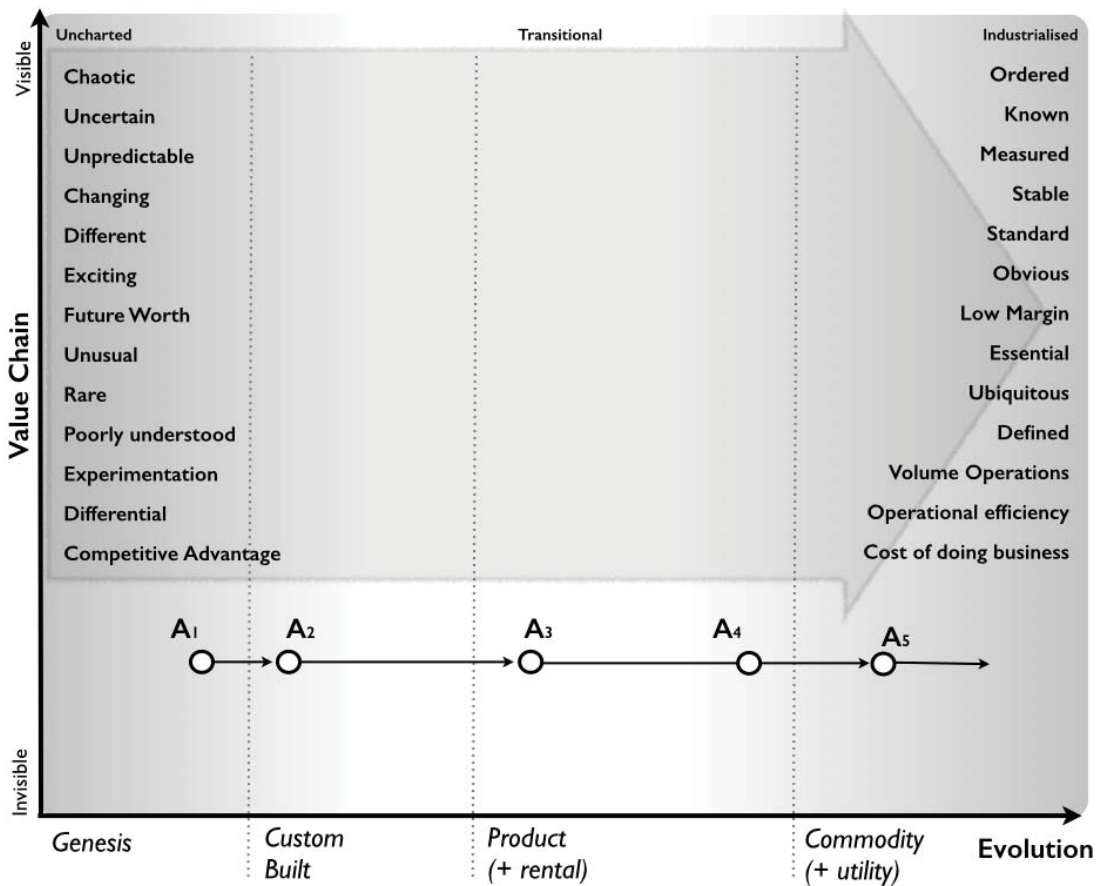 Uncharted
Transitional
Industrialised
Visible
Chaotic
Ordered
Uncertain
Known
Unpredictable
Measured
Changing
Stable
Different
Standard
Exciting
Obvious
Future Worth
Low Margin
Unusual
Essential
Rare
Ubiquitous
Poorly understood
Defined
Experimentation
Volume Operations
Differential
Operational efficiency
Competitive Advantage
Cost of doing business
Value Chain
A1
A2
A3
A4
A5
Invisible
Genesis
Custom
Built
Product
(+ rental)
Commodity
(+ utility)
Evolution